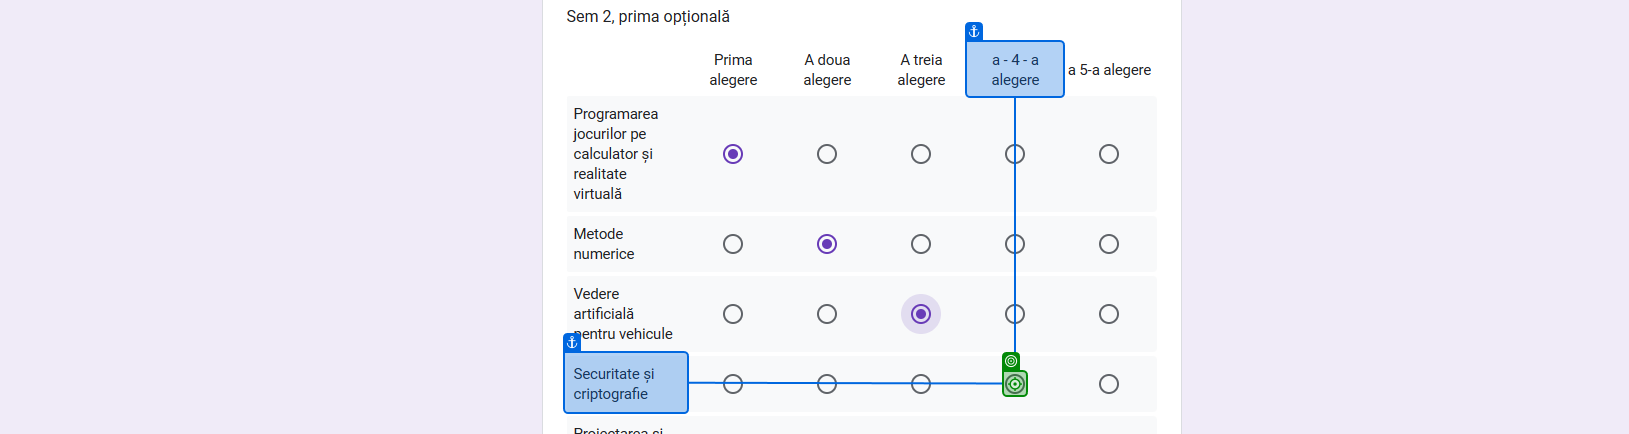 Sem 2, prima opțională
Prima
alegere
A doua
alegere
A treia
alegere
a - 4 - a
alegere
a 5-a alegere
Programarea
jocurilor pe
calculator și
realitate
virtuală
Metode
numerice
Vedere
artificială
pentru vehicule
Securitate și
criptografie
Proiectarea și